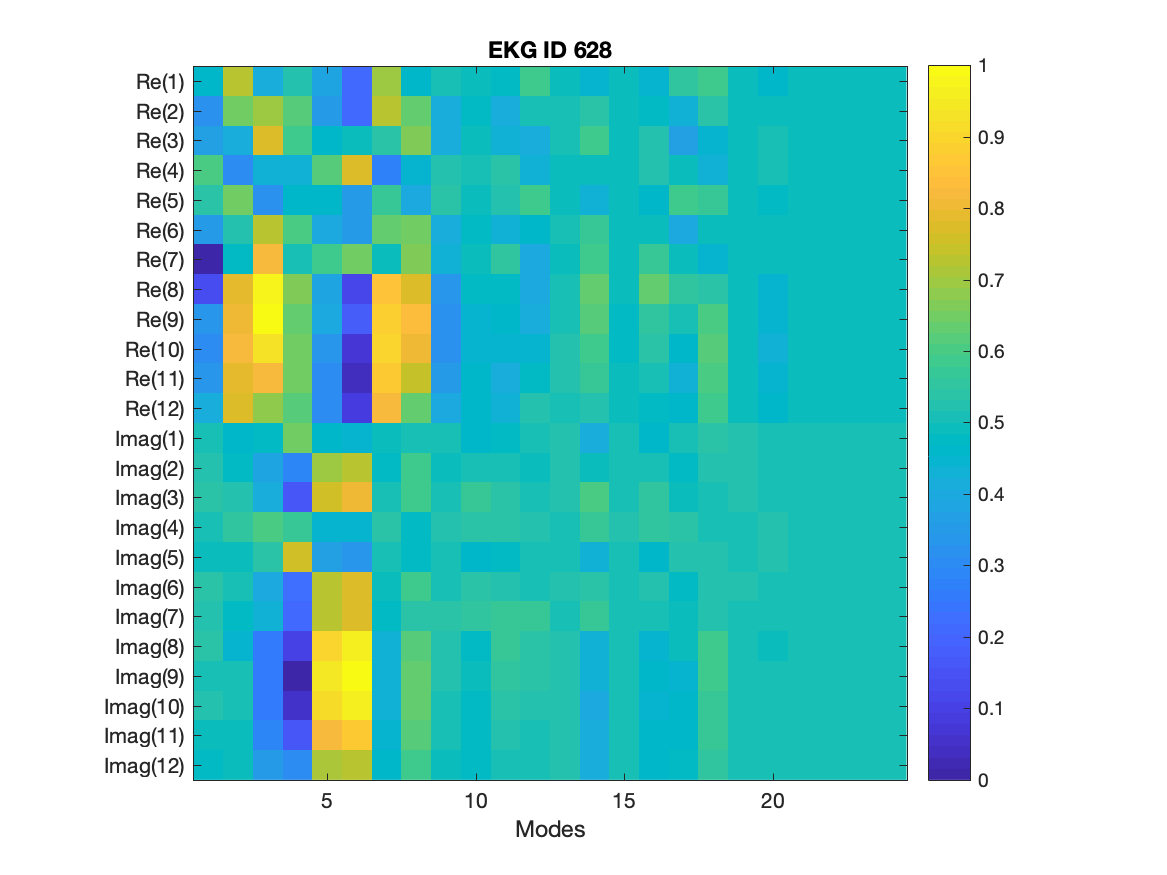 EKG ID 628
Re(1)
Re(2)
Re(3)
Re(4)
Re(5)
Re(6)
Re(7)
Re(8)
Re(9)
Re(10)
Re(11)
Re(12)
Imag(1)
Imag(2)
Imag(3)
Imag(4)
Imag(5)
Imag(6)
Imag(7)
Imag(8)
Imag(9)
Imag(10)
Imag(11)
Imag(12)
5 10 15 20
Modes
1
0.9
0.8
0.7
0.6
0.5
0.4
0.3
0.2
0.1
0